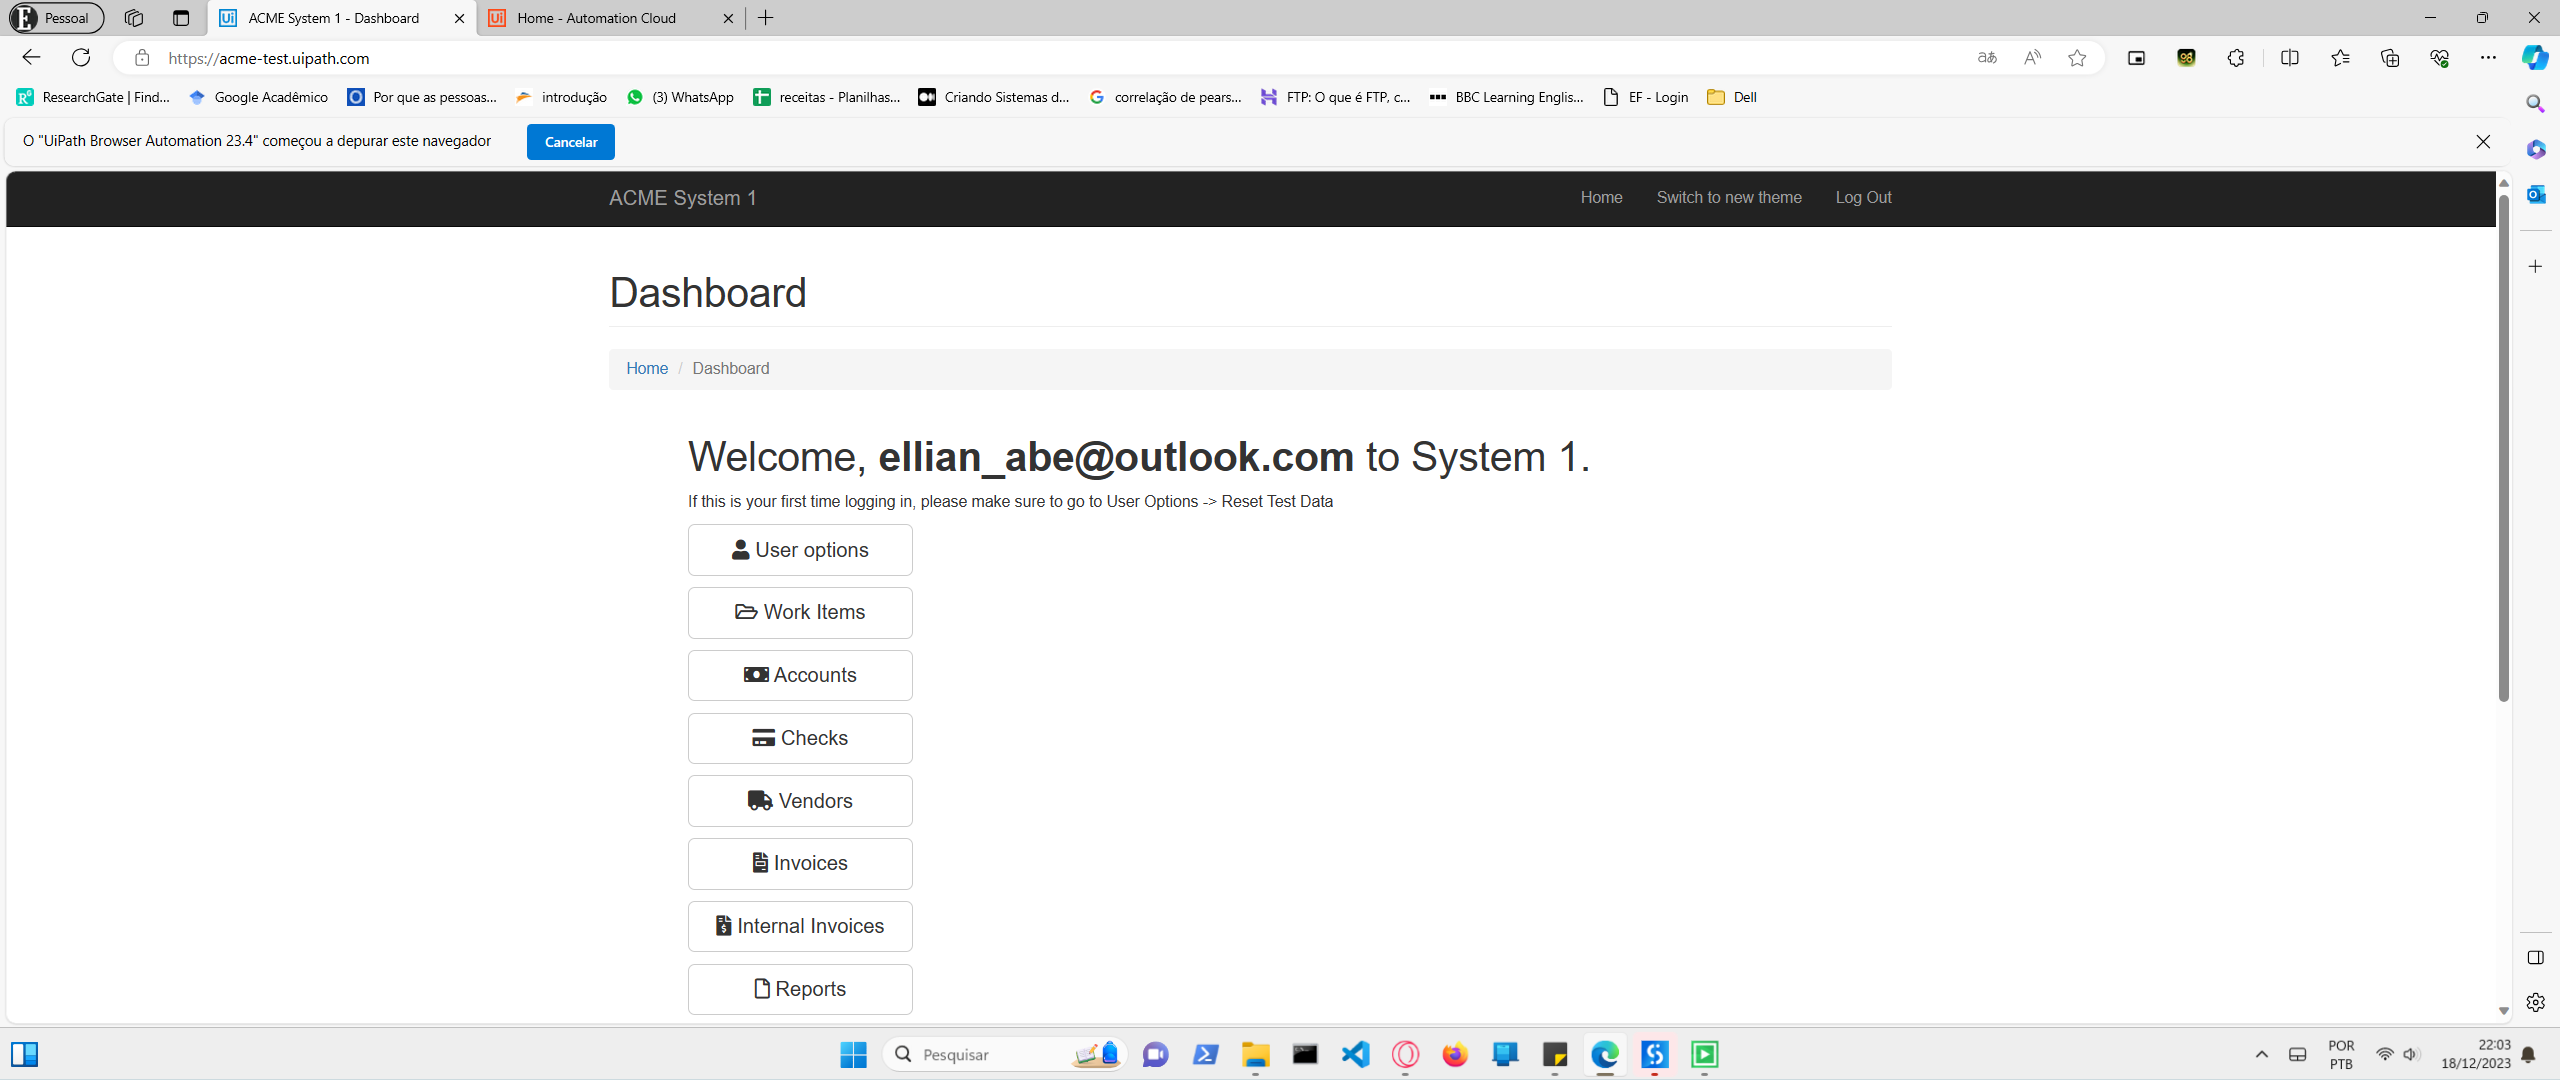 Pessoal
ACME System 1 - Dashboard
Home - Automation Cloud
https://acme-test.uipath.com
ResearchGate | Find...
Google Acadêmico
Por que as pessoas...
introdução
(3) WhatsApp
receitas - Planilhas...
Criando Sistemas d...
correlação de pears...
FTP: O que é FTP, c...
BBC Learning Englis...
EF - Login
Dell
O "UiPath Browser Automation 23.4" começou a depurar este navegador
Cancelar
ACME System 1
Home
Switch to new theme
Log Out
Dashboard
Home / Dashboard
Welcome, ellian_abe@outlook.com to System 1.
If this is your first time logging in, please make sure to go to User Options -> Reset Test Data
User options
Work Items
Accounts
Checks
Vendors
Invoices
Internal Invoices
Reports
Pesquisar
POR
PTB
22:03
18/12/2023